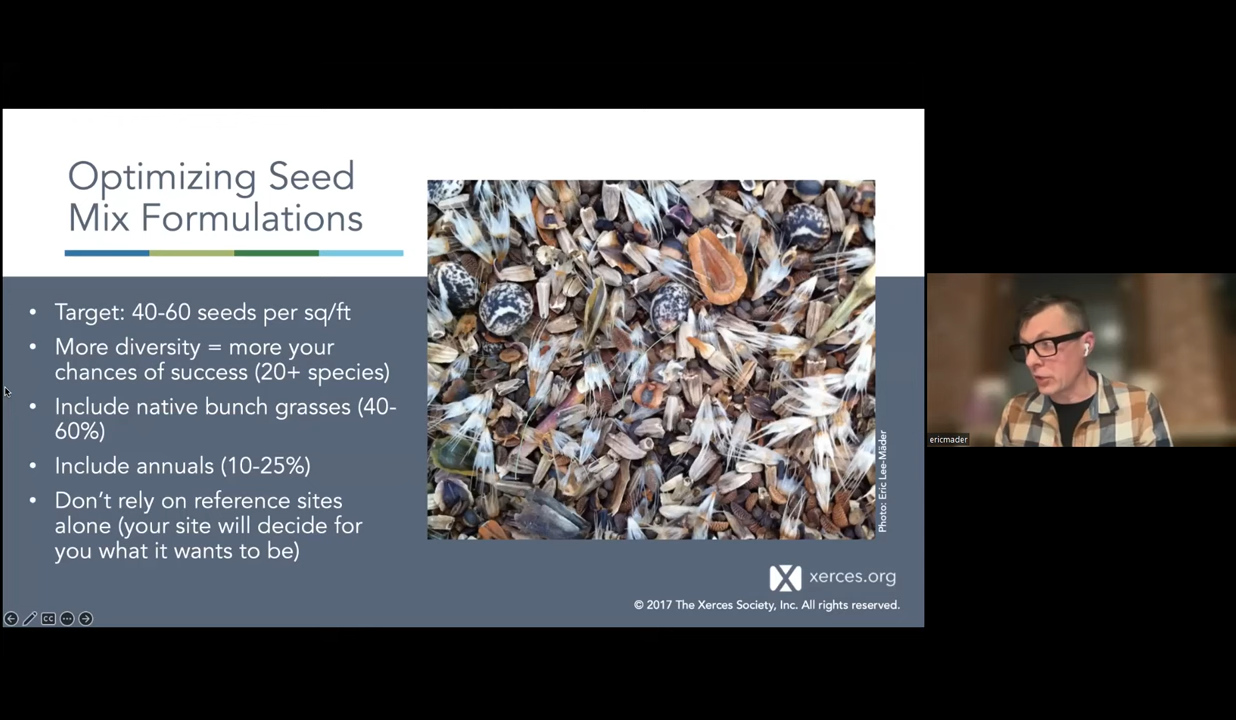 Optimizing Seed
Mix Formulations
• Target: 40-60 seeds per sq/ft
• More diversity = more your
chances of success (20+ species)
• Include native bunch grasses (40-
60%)
• Include annuals (10-25%)
• Don't rely on reference sites
alone (your site will decide for
you what it wants to be)
Photo: Eric Lee-Mäder
xerces.org
© 2017 The Xerces Society, Inc. All rights reserved.
CC
ericmader